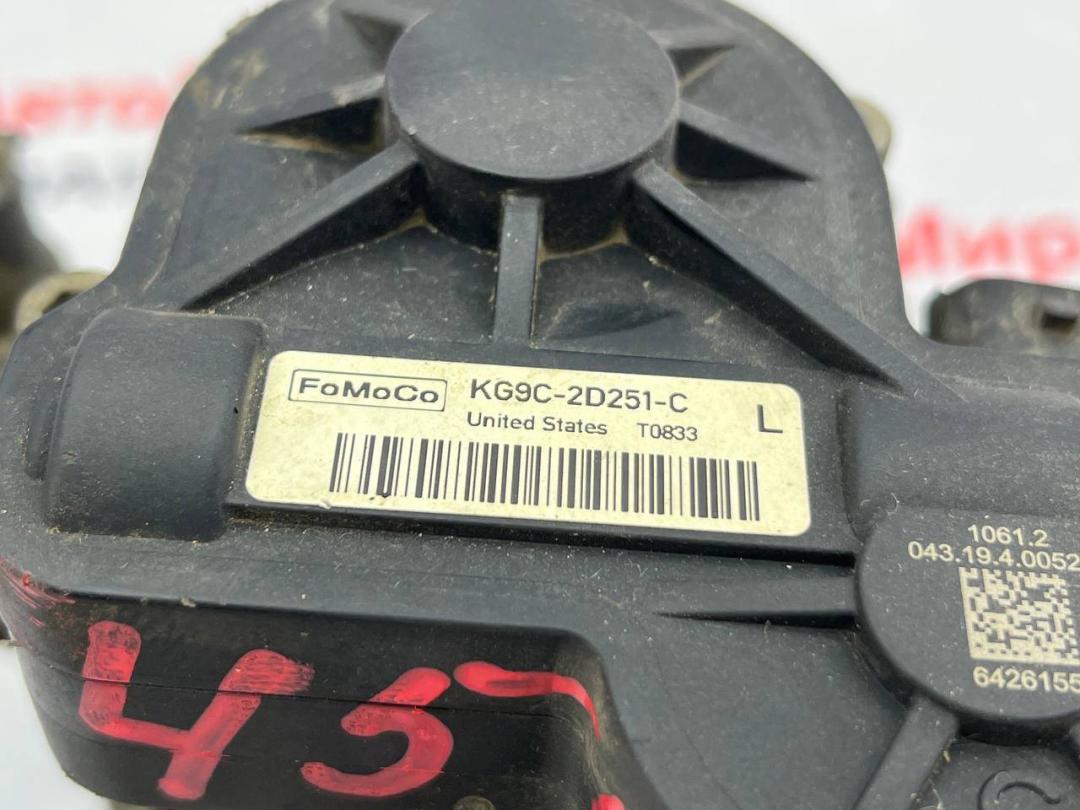 FoMoCo KG9C-2D251-C
United States T0833 L
1061.2
043.19.4.0052
6426155
45